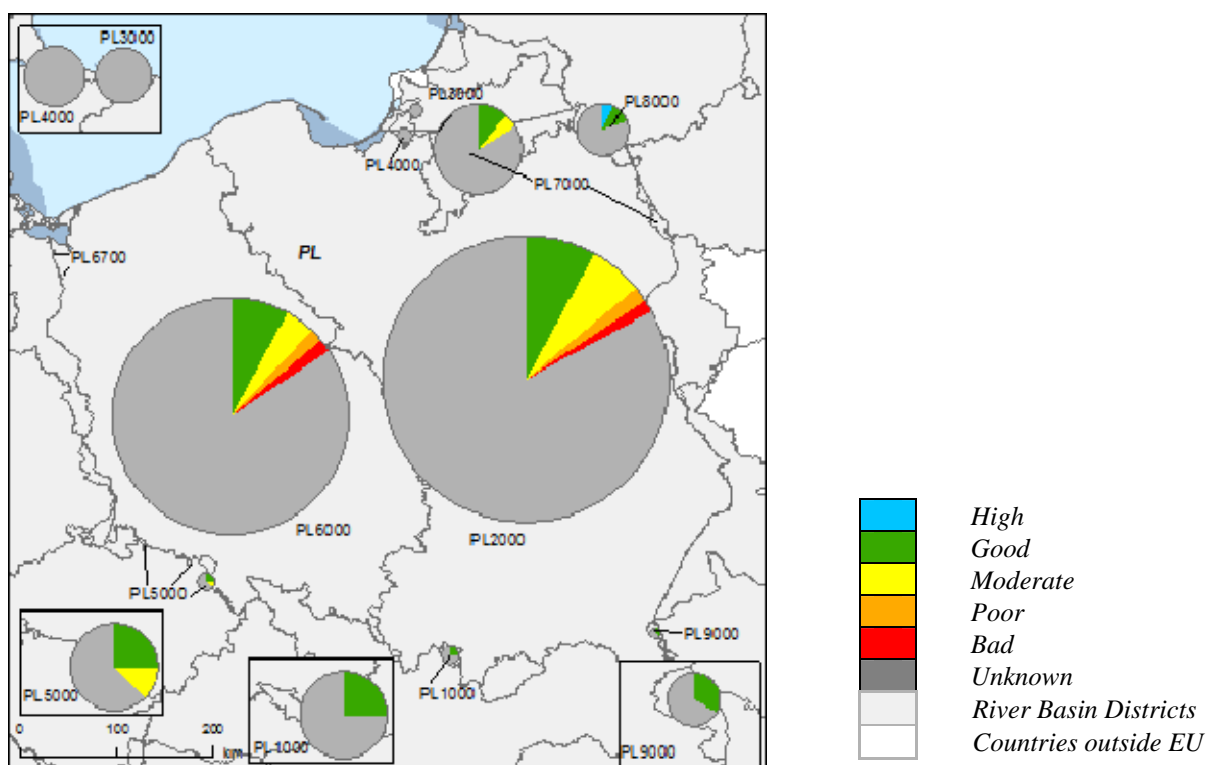 PL3000
PL4000
PL3000
PL8000
PL4000
PL7000
PL6700
PL
PL6000
PL2000
PL5000
PL9000
PL5000
PL1000
PL1000
PL9000
0 100 200
km
High
Good
Moderate
Poor
Bad
Unknown
River Basin Districts
Countries outside EU